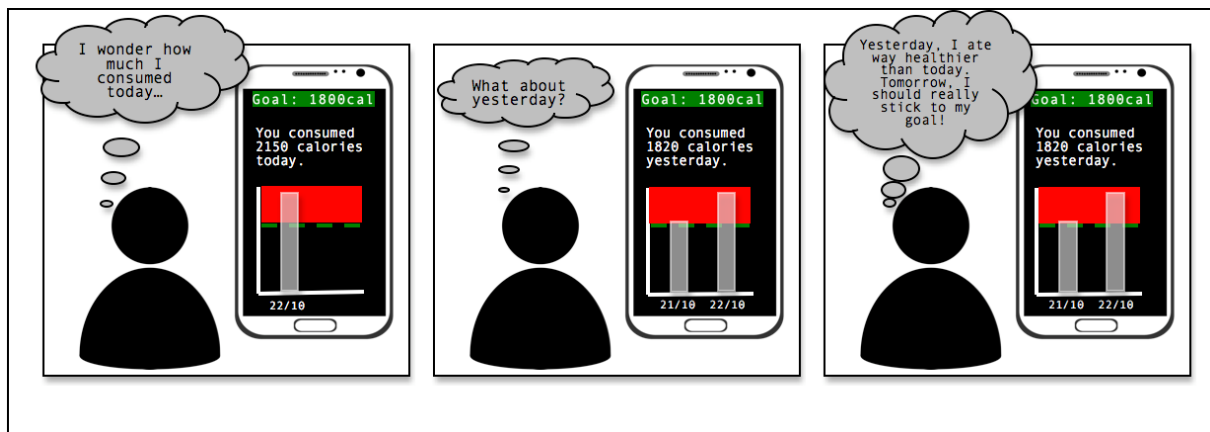 I wonder how
much I
consumed
today…
Goal: 1800cal
You consumed
2150 calories
today.
22/10
What about
yesterday?
Goal: 1800cal
You consumed
1820 calories
yesterday.
21/10 22/10
Yesterday, I ate
way healthier
than today.
Tomorrow, I
should really
stick to my
goal!
Goal: 1800cal
You consumed
1820 calories
yesterday.
21/10 22/10